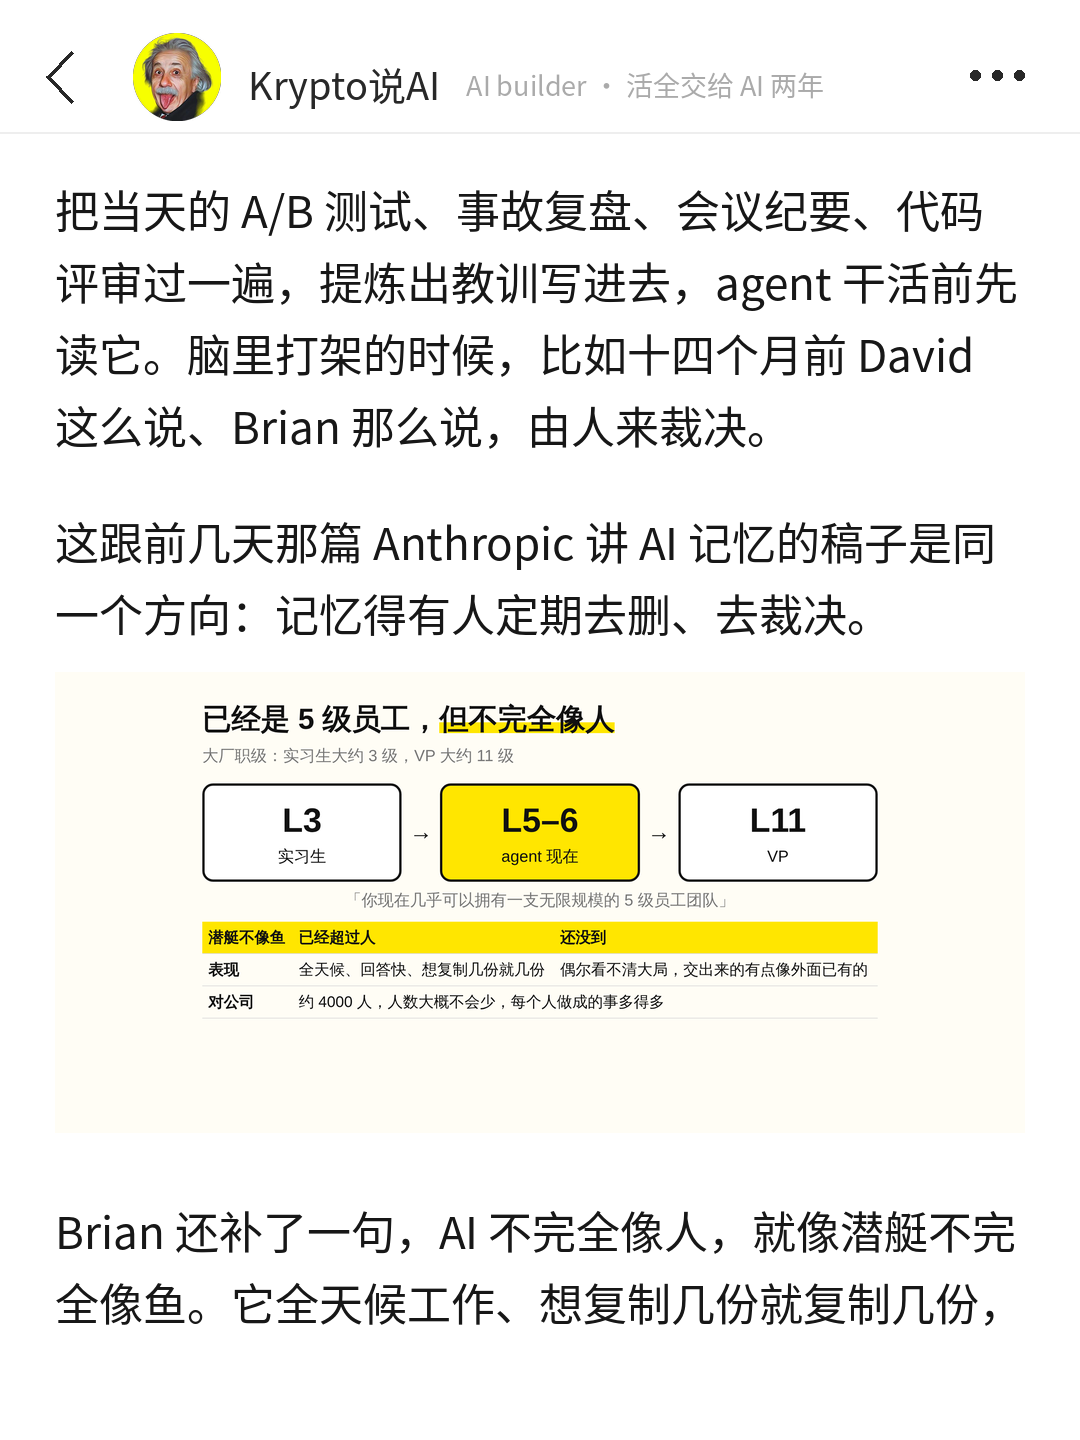 Krypto说AI AI builder · 活全交给 AI 两年
把当天的 A/B 测试、事故复盘、会议纪要、代码
评审过一遍，提炼出教训写进去，agent 干活前先
读它。脑里打架的时候，比如十四个月前 David
这么说、Brian 那么说，由人来裁决。
这跟前几天那篇 Anthropic 讲 AI 记忆的稿子是同
一个方向：记忆得有人定期去删、去裁决。
已经是 5 级员工，但不完全像人
大厂职级：实习生大约 3 级，VP 大约 11 级
L3 → L5–6 → L11
实习生 agent 现在 VP
「你现在几乎可以拥有一支无限规模的 5 级员工团队」
潜艇不像鱼 已经超过人 还没到
表现 全天候、回答快、想复制几份就几份 偶尔看不清大局，交出来的有点像外面已有的
对公司 约 4000 人，人数大概不会少，每个人做成的事多得多
Brian 还补了一句，AI 不完全像人，就像潜艇不完
全像鱼。它全天候工作、想复制几份就复制几份，